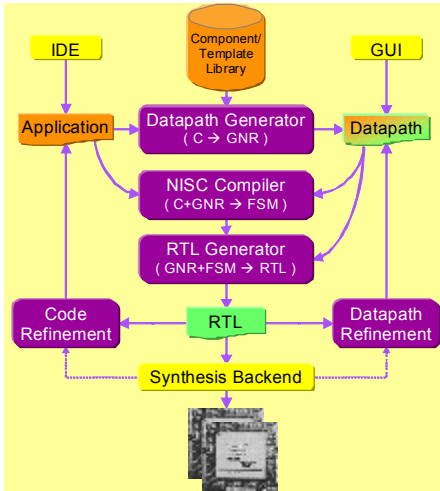 IDE
Component/
Template
Library
GUI
Application
Datapath Generator
( C → GNR )
Datapath
NISC Compiler
( C+GNR → FSM )
RTL Generator
( GNR+FSM → RTL )
Code
Refinement
RTL
Datapath
Refinement
Synthesis Backend